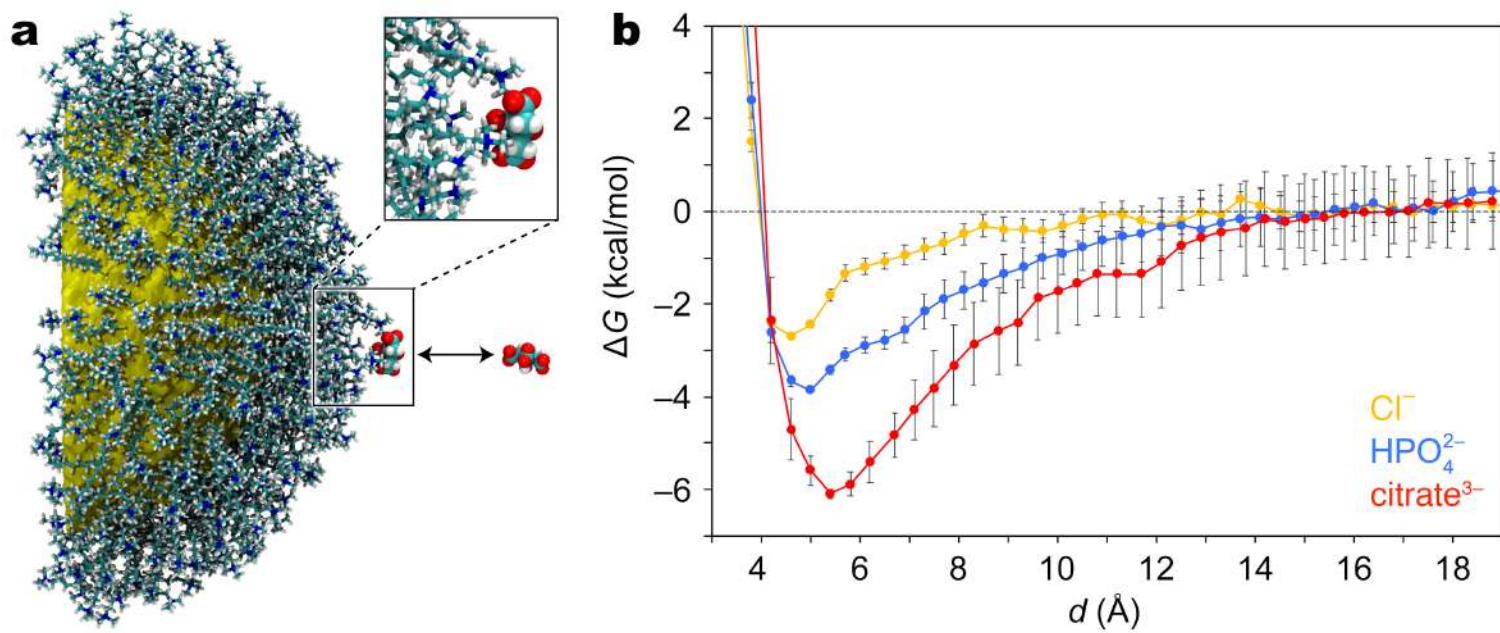 a
b
ΔG (kcal/mol)
4
2
0
−2
−4
−6
4 6 8 10 12 14 16 18
d (Å)
Cl⁻
HPO₄²⁻
citrate³⁻